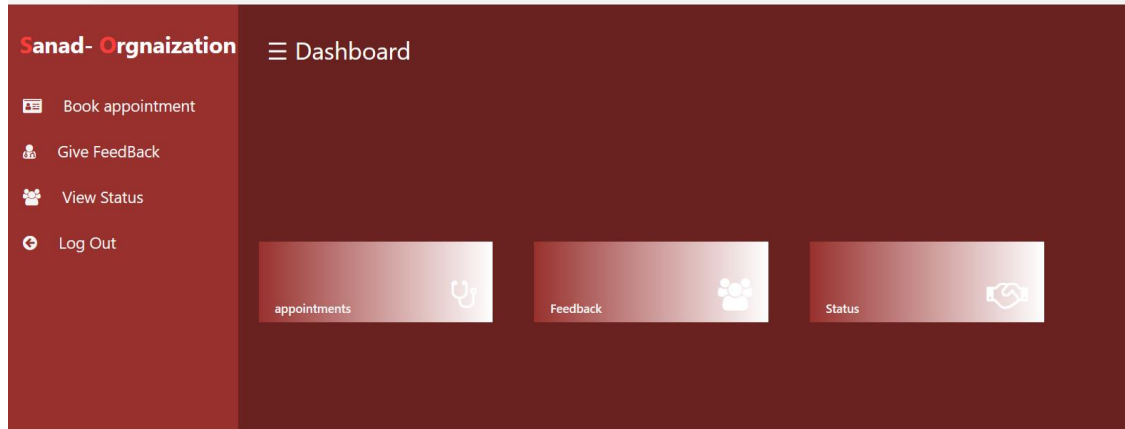 Sanad- Orgnaization
☰ Dashboard
Book appointment
Give FeedBack
View Status
Log Out
appointments
Feedback
Status